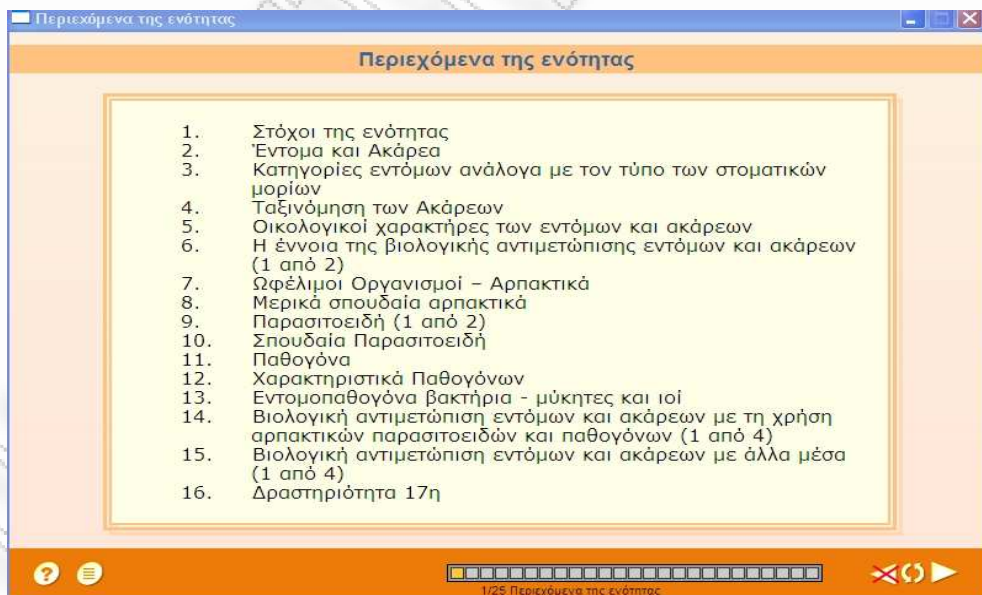 Περιεχόμενα της ενότητας
Περιεχόμενα της ενότητας
1. Στόχοι της ενότητας
2. Έντομα και Ακάρεα
3. Κατηγορίες εντόμων ανάλογα με τον τύπο των στοματικών
μορίων
4. Ταξινόμηση των Ακάρεων
5. Οικολογικοί χαρακτήρες των εντόμων και ακάρεων
6. Η έννοια της βιολογικής αντιμετώπισης εντόμων και ακάρεων
(1 από 2)
7. Ωφέλιμοι Οργανισμοί – Αρπακτικά
8. Μερικά σπουδαία αρπακτικά
9. Παρασιτοειδή (1 από 2)
10. Σπουδαία Παρασιτοειδή
11. Παθογόνα
12. Χαρακτηριστικά Παθογόνων
13. Εντομοπαθογόνα βακτήρια - μύκητες και ιοί
14. Βιολογική αντιμετώπιση εντόμων και ακάρεων με τη χρήση
αρπακτικών παρασιτοειδών και παθογόνων (1 από 4)
15. Βιολογική αντιμετώπιση εντόμων και ακάρεων με άλλα μέσα
(1 από 4)
16. Δραστηριότητα 17η
1/25 Περιεχόμενα της ενότητας